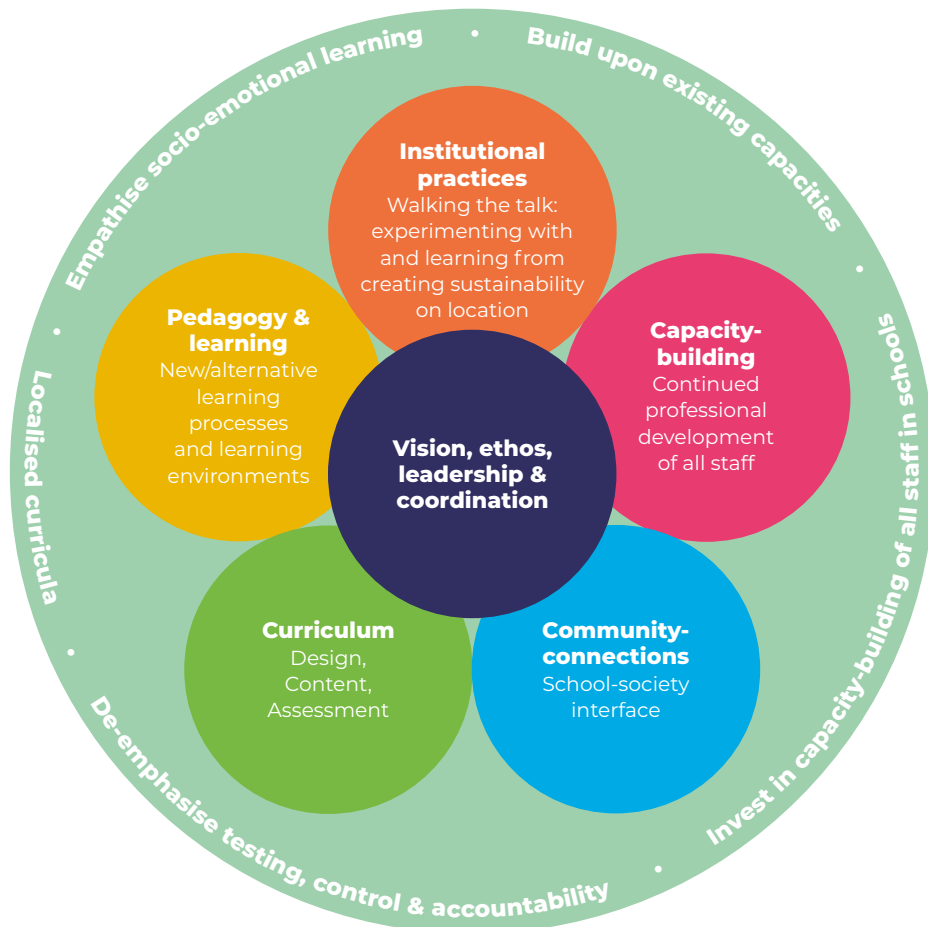 Empathise socio-emotional learning
•
Build upon existing capacities
•
Invest in capacity-building of all staff in schools
•
De-emphasise testing, control & accountability
•
Localised curricula
•
Institutional
practices
Walking the talk:
experimenting with
and learning from
creating sustainability
on location
Pedagogy &
learning
New/alternative
learning
processes
and learning
environments
Capacity-
building
Continued
professional
development
of all staff
Vision, ethos,
leadership &
coordination
Curriculum
Design,
Content,
Assessment
Community-
connections
School-society
interface